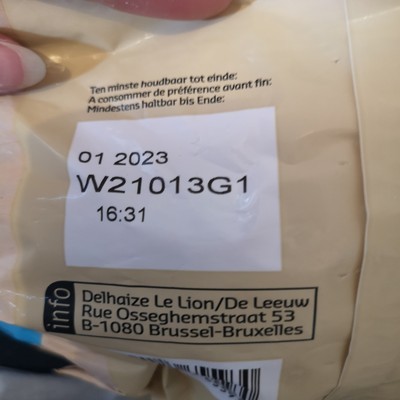 Ten minste houdbaar tot einde:
A consommer de préférence avant fin:
Mindestens haltbar bis Ende:
01 2023
W21013G1
16:31
info
Delhaize Le Lion/De Leeuw
Rue Osseghemstraat 53
B-1080 Brussel-Bruxelles